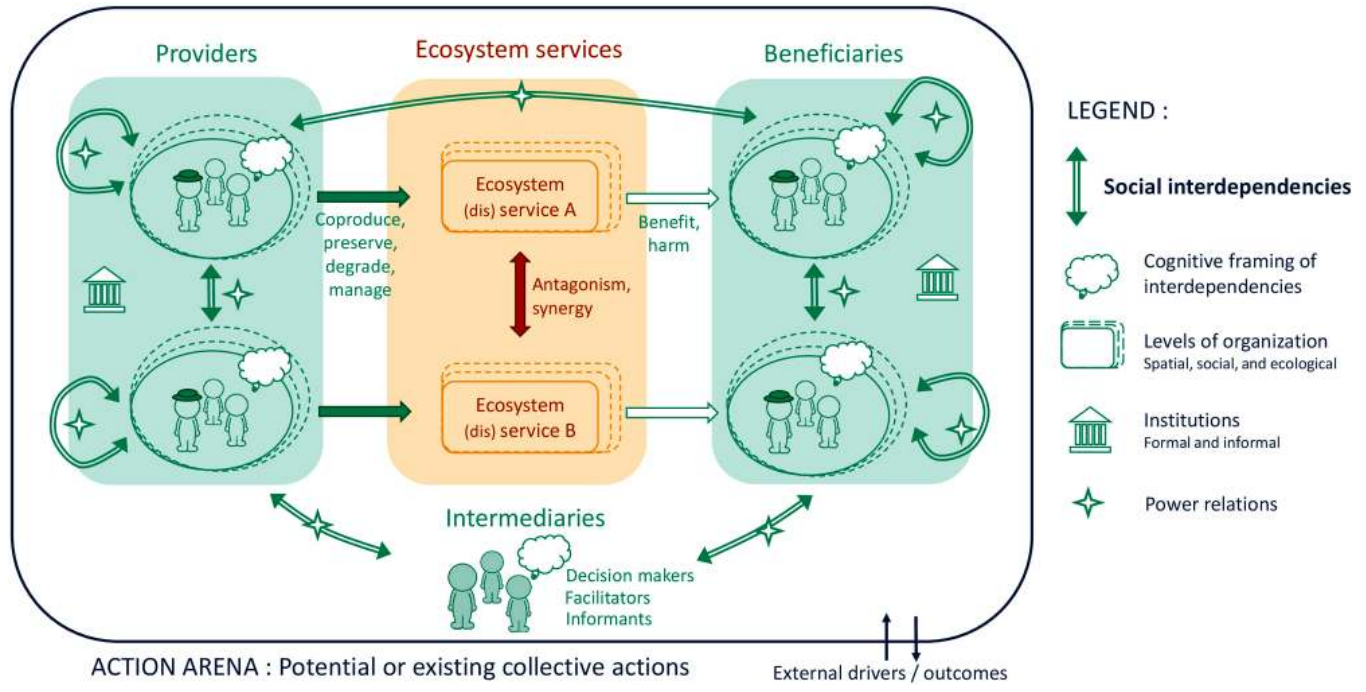 Providers
Ecosystem services
Beneficiaries
Ecosystem
(dis) service A
Coproduce,
preserve,
degrade,
manage
Benefit,
harm
Antagonism,
synergy
Ecosystem
(dis) service B
Intermediaries
Decision makers
Facilitators
Informants
ACTION ARENA : Potential or existing collective actions
External drivers / outcomes
LEGEND :
Social interdependencies
Cognitive framing of
interdependencies
Levels of organization
Spatial, social, and ecological
Institutions
Formal and informal
Power relations